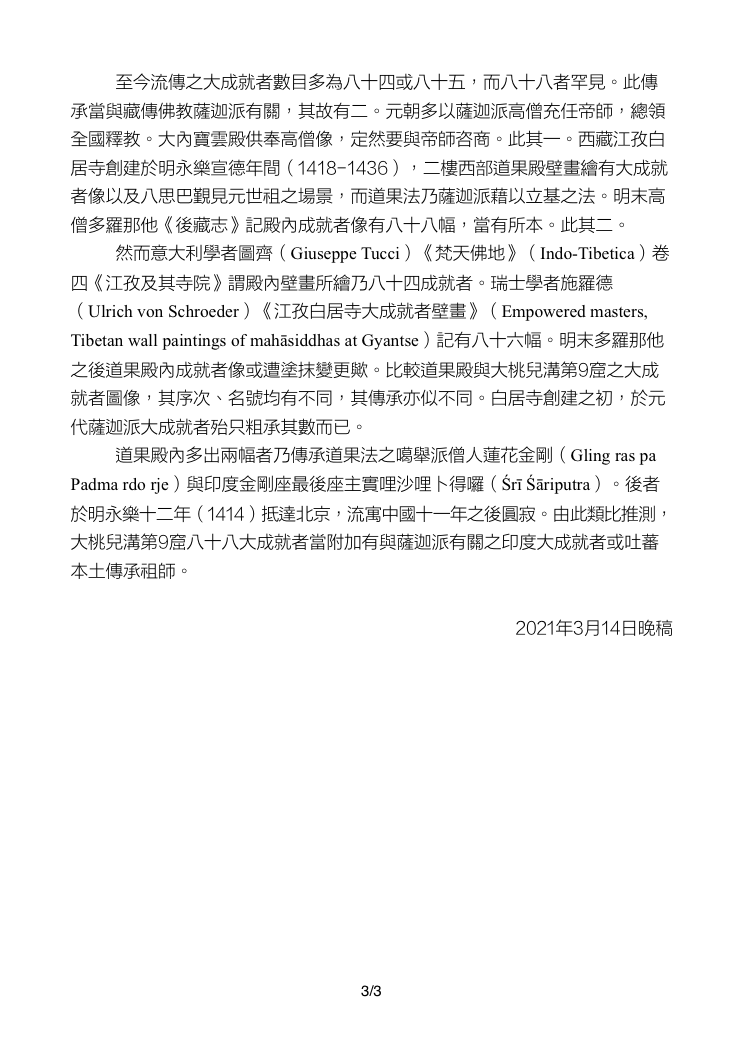 至今流傳之大成就者數目多為八十四或八十五，而八十八者罕見。此傳
承當與藏傳佛教薩迦派有關，其故有二。元朝多以薩迦派高僧充任帝師，總領
全國釋教。大內寶雲殿供奉高僧像，定然要與帝師咨商。此其一。西藏江孜白
居寺創建於明永樂宣德年間（1418-1436），二樓西部道果殿壁畫繪有大成就
者像以及八思巴覲見元世祖之場景，而道果法乃薩迦派藉以立基之法。明末高
僧多羅那他《後藏志》記殿內成就者像有八十八幅，當有所本。此其二。
然而意大利學者圖齊（Giuseppe Tucci）《梵天佛地》（Indo-Tibetica）卷
四《江孜及其寺院》謂殿內壁畫所繪乃八十四成就者。瑞士學者施羅德
（Ulrich von Schroeder）《江孜白居寺大成就者壁畫》（Empowered masters,
Tibetan wall paintings of mahāsiddhas at Gyantse）記有八十六幅。明末多羅那他
之後道果殿內成就者像或遭塗抹變更歟。比較道果殿與大桃兒溝第9窟之大成
就者圖像，其序次、名號均有不同，其傳承亦似不同。白居寺創建之初，於元
代薩迦派大成就者殆只粗承其數而已。
道果殿內多出兩幅者乃傳承道果法之噶舉派僧人蓮花金剛（Gling ras pa
Padma rdo rje）與印度金剛座最後座主實哩沙哩卜得囉（Śrī Śāriputra）。後者
於明永樂十二年（1414）抵達北京，流寓中國十一年之後圓寂。由此類比推測，
大桃兒溝第9窟八十八大成就者當附加有與薩迦派有關之印度大成就者或吐蕃
本土傳承祖師。
2021年3月14日晚稿
3/3